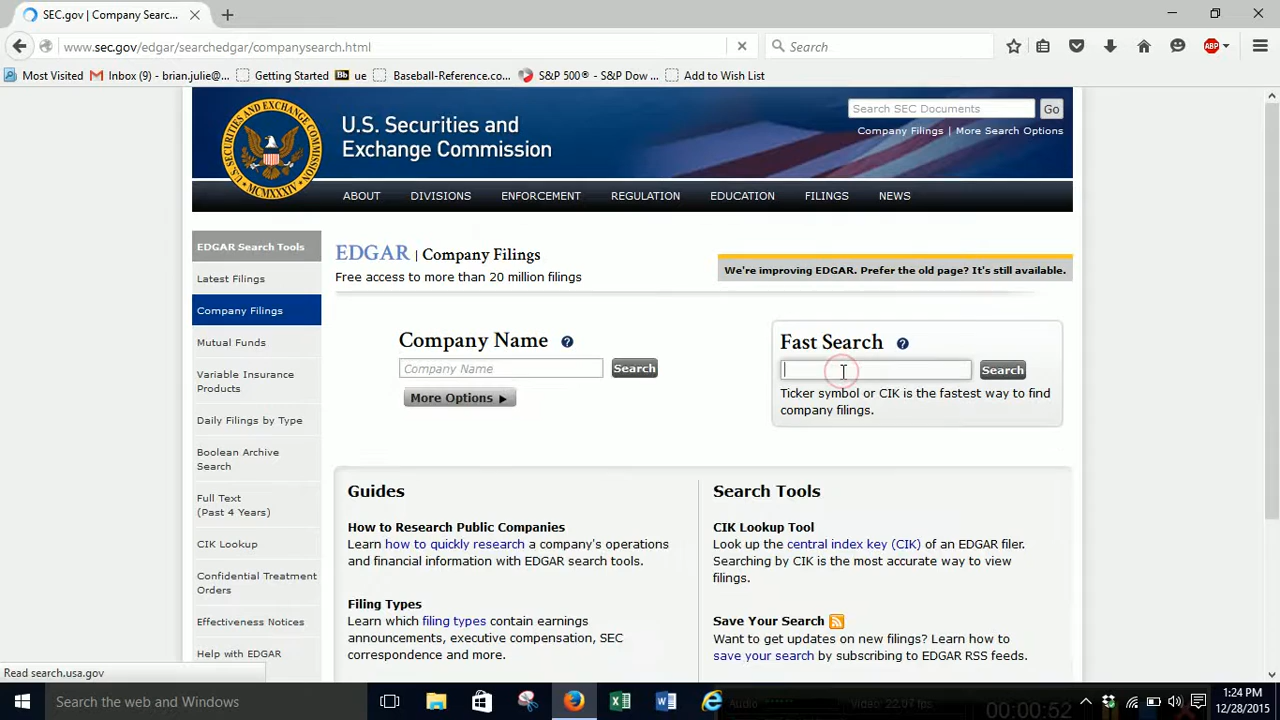 SEC.gov | Company Searc...
www.sec.gov/edgar/searchedgar/companysearch.html
Search
ABP
Most Visited
Inbox (9) - brian.julie@...
Getting Started
Bb ue
Baseball-Reference.co...
S&P 500® - S&P Dow ...
Add to Wish List
U.S. Securities and
Exchange Commission
Search SEC Documents
Go
Company Filings | More Search Options
ABOUT DIVISIONS ENFORCEMENT REGULATION EDUCATION FILINGS NEWS
EDGAR Search Tools
Latest Filings
Company Filings
Mutual Funds
Variable Insurance
Products
Daily Filings by Type
Boolean Archive
Search
Full Text
(Past 4 Years)
CIK Lookup
Confidential Treatment
Orders
Effectiveness Notices
Help with EDGAR
EDGAR | Company Filings
Free access to more than 20 million filings
We're improving EDGAR. Prefer the old page? It's still available.
Company Name ?
Company Name
Search
More Options
Fast Search ?
Search
Ticker symbol or CIK is the fastest way to find
company filings.
Guides
How to Research Public Companies
Learn how to quickly research a company's operations
and financial information with EDGAR search tools.
Filing Types
Learn which filing types contain earnings
announcements, executive compensation, SEC
correspondence and more.
Search Tools
CIK Lookup Tool
Look up the central index key (CIK) of an EDGAR filer.
Searching by CIK is the most accurate way to view
filings.
Save Your Search
Want to get updates on new filings? Learn how to
save your search by subscribing to EDGAR RSS feeds.
Read search.usa.gov
Search the web and Windows
00:00:52
1:24 PM
12/28/2015